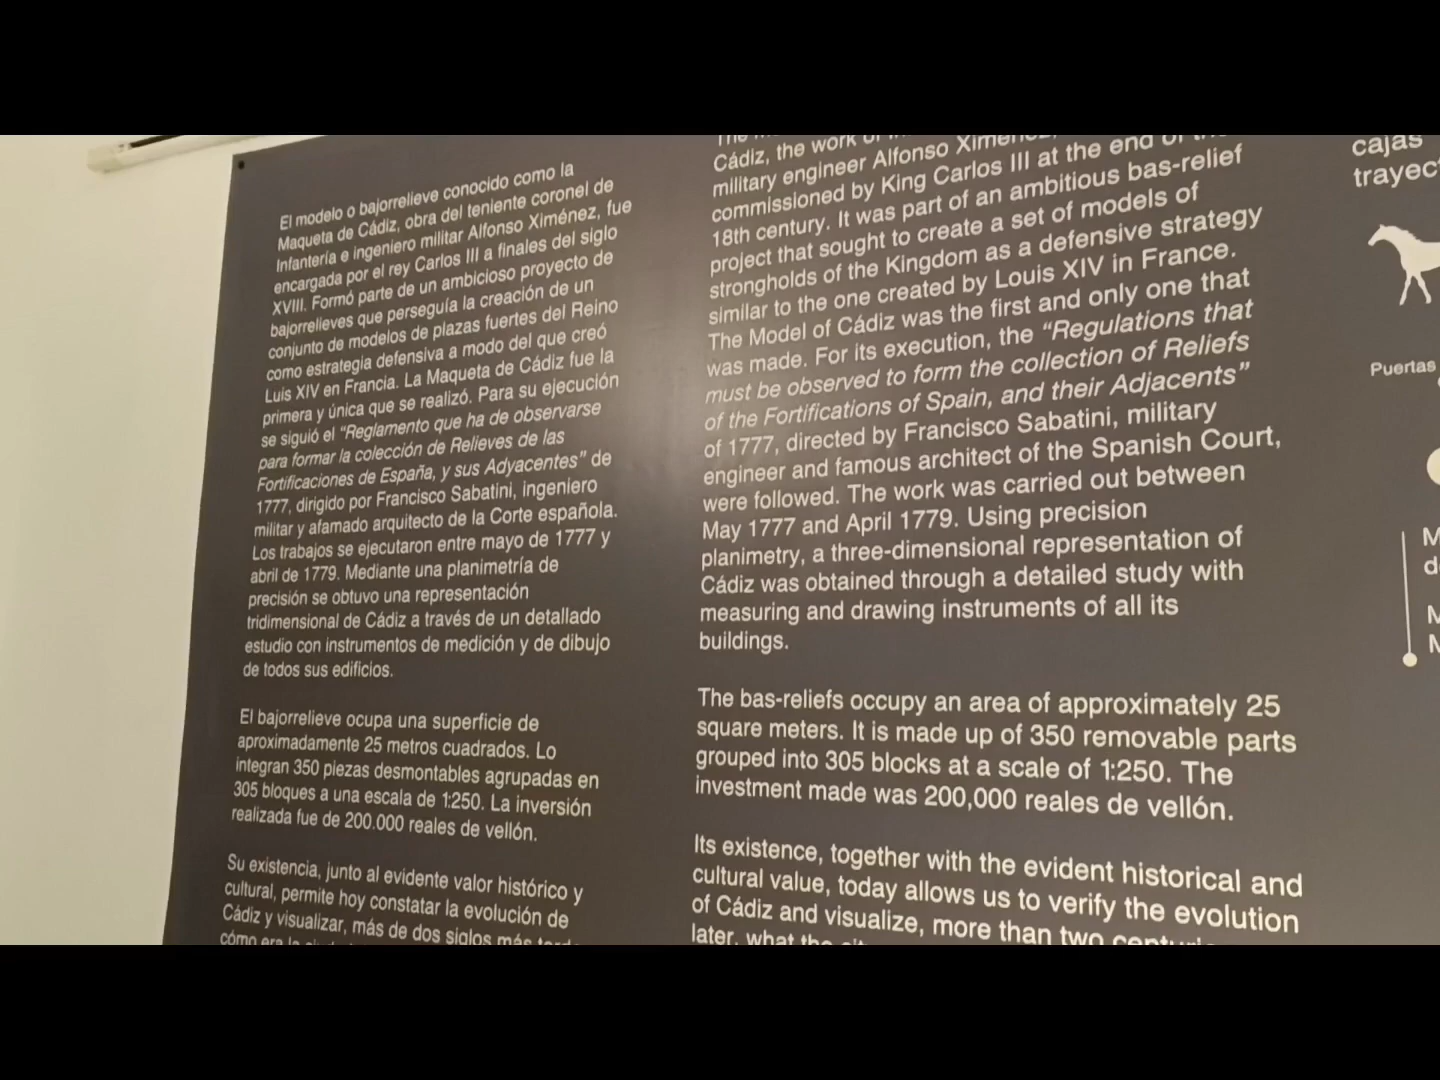 El modelo o bajorrelieve conocido como la
Maqueta de Cádiz, obra del teniente coronel de
Infantería e ingeniero militar Alfonso Ximénez, fue
encargada por el rey Carlos III a finales del siglo
XVIII. Formó parte de un ambicioso proyecto de
bajorrelieves que perseguía la creación de un
conjunto de modelos de plazas fuertes del Reino
como estrategia defensiva a modo del que creó
Luis XIV en Francia. La Maqueta de Cádiz fue la
primera y única que se realizó. Para su ejecución
se siguió el “Reglamento que ha de observarse
para formar la colección de Relieves de las
Fortificaciones de España, y sus Adyacentes” de
1777, dirigido por Francisco Sabatini, ingeniero
militar y afamado arquitecto de la Corte española.
Los trabajos se ejecutaron entre mayo de 1777 y
abril de 1779. Mediante una planimetría de
precisión se obtuvo una representación
tridimensional de Cádiz a través de un detallado
estudio con instrumentos de medición y de dibujo
de todos sus edificios.
El bajorrelieve ocupa una superficie de
aproximadamente 25 metros cuadrados. Lo
integran 350 piezas desmontables agrupadas en
305 bloques a una escala de 1:250. La inversión
realizada fue de 200.000 reales de vellón.
Su existencia, junto al evidente valor histórico y
cultural, permite hoy constatar la evolución de
Cádiz y visualizar, más de dos siglos más
cómo era
Cádiz, the work of
military engineer Alfonso Ximénez,
commissioned by King Carlos III at the end of
18th century. It was part of an ambitious bas-relief
project that sought to create a set of models of
strongholds of the Kingdom as a defensive strategy
similar to the one created by Louis XIV in France.
The Model of Cádiz was the first and only one that
was made. For its execution, the “Regulations that
must be observed to form the collection of Reliefs
of the Fortifications of Spain, and their Adjacents”
of 1777, directed by Francisco Sabatini, military
engineer and famous architect of the Spanish Court,
were followed. The work was carried out between
May 1777 and April 1779. Using precision
planimetry, a three-dimensional representation of
Cádiz was obtained through a detailed study with
measuring and drawing instruments of all its
buildings.
The bas-reliefs occupy an area of approximately 25
square meters. It is made up of 350 removable parts
grouped into 305 blocks at a scale of 1:250. The
investment made was 200,000 reales de vellón.
Its existence, together with the evident historical and
cultural value, today allows us to verify the evolution
of Cádiz and visualize, more than two
later, what the
cajas
trayec
Puertas
M
d
M
M